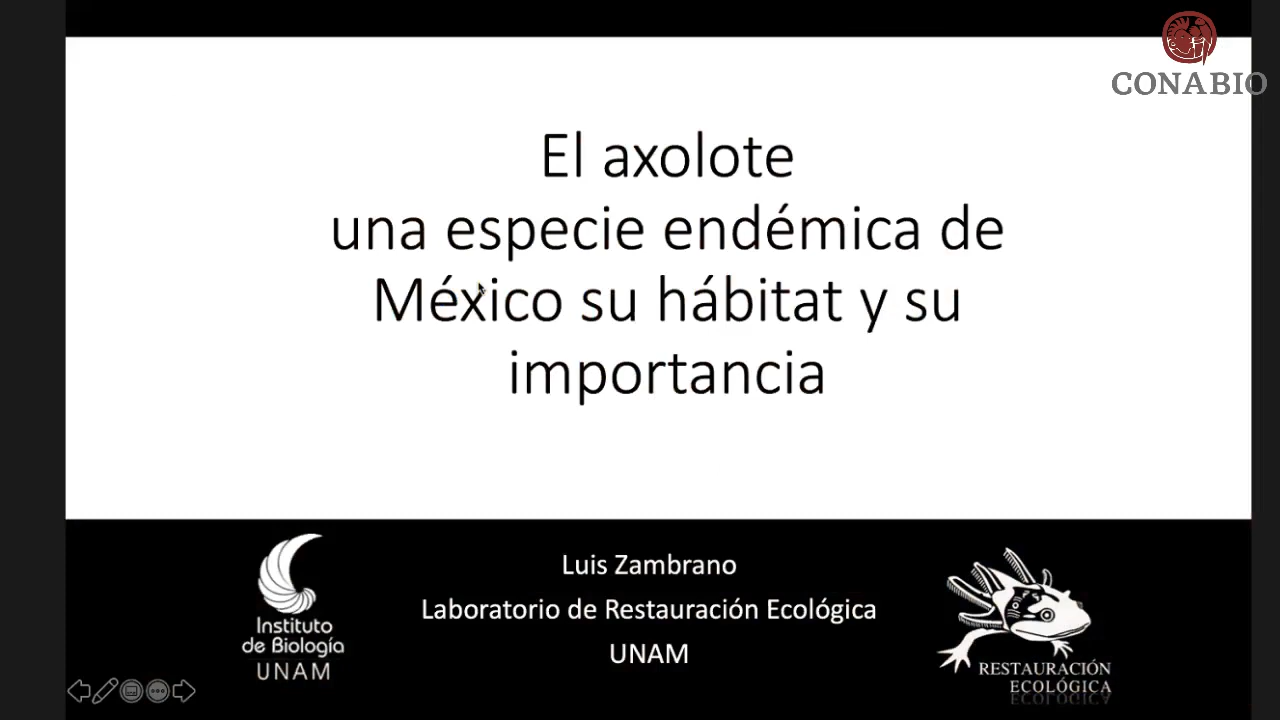 CONABIO
El axolote
una especie endémica de
México su hábitat y su
importancia
Luis Zambrano
Laboratorio de Restauración Ecológica
UNAM
Instituto
de Biología
UNAM
RESTAURACIÓN
ECOLÓGICA